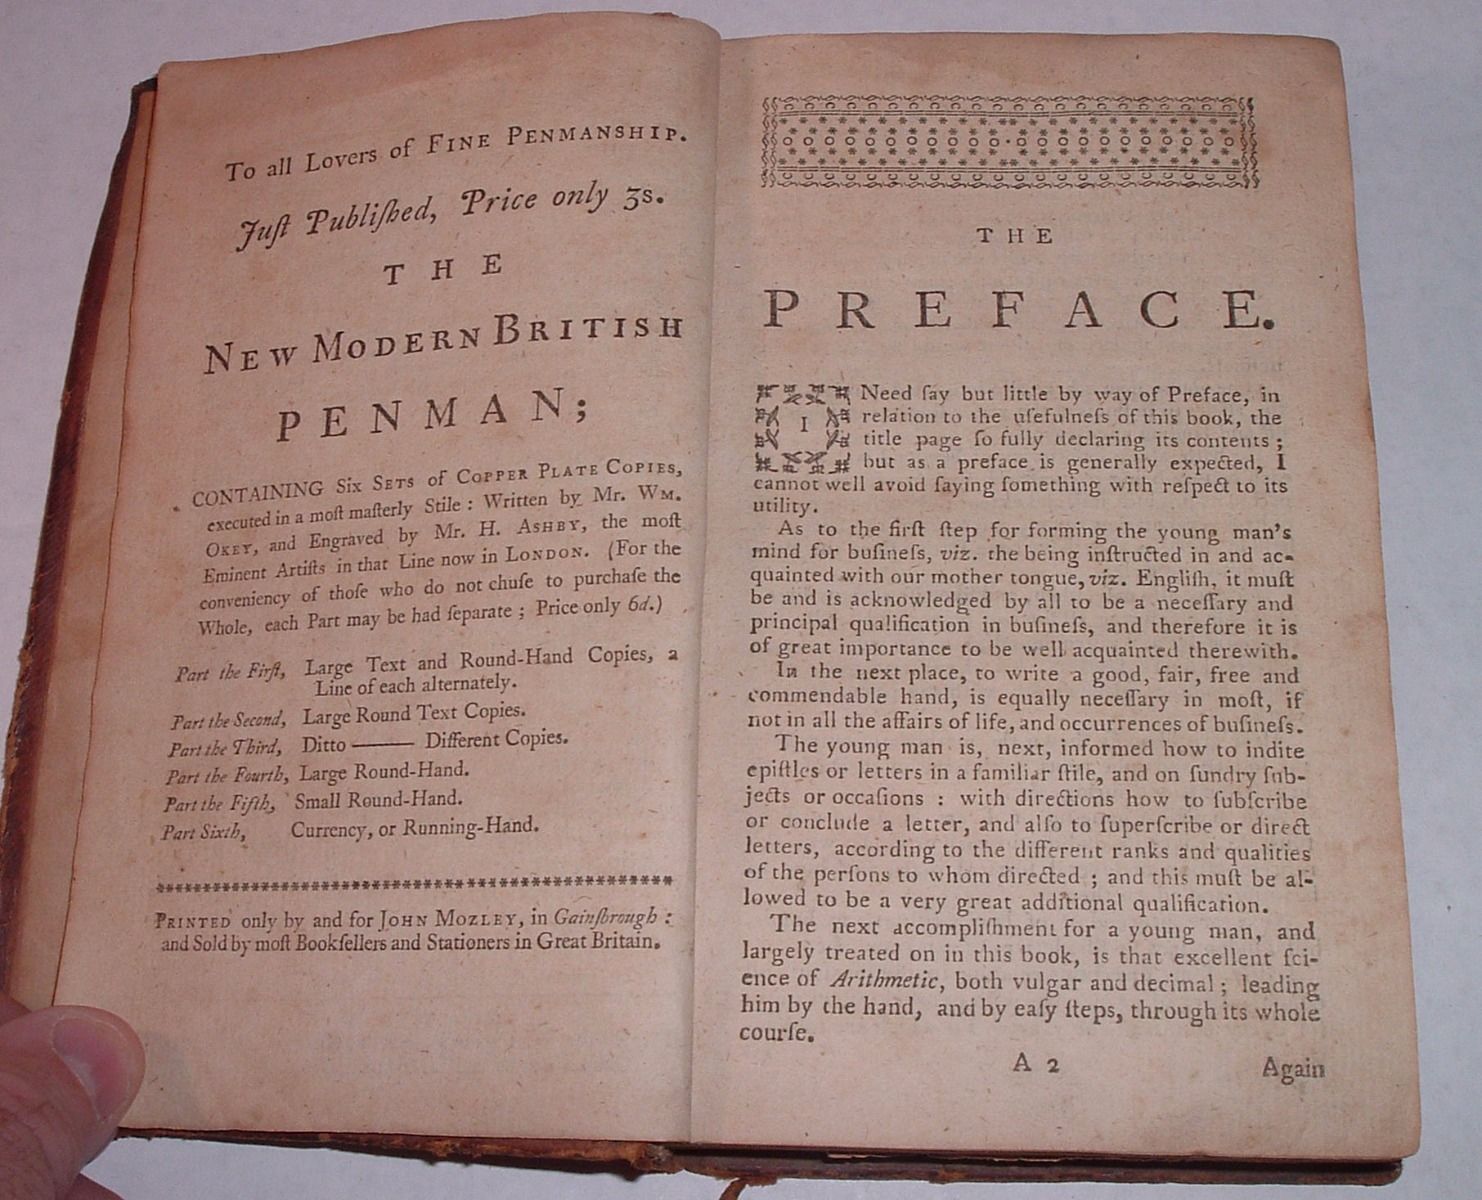 To all Lovers of FINE PENMANSHIP.
Juſt Publiſhed, Price only 3s.
THE
NEW MODERN BRITISH
PENMAN;
CONTAINING SIX SETS of COPPER PLATE COPIES,
executed in a moſt maſterly Stile: Written by Mr. WM.
OKEY, and Engraved by Mr. H. ASHBY, the moſt
Eminent Artiſts in that Line now in LONDON. (For the
conveniency of thoſe who do not chuſe to purchaſe the
Whole, each Part may be had ſeparate; Price only 6d.)
Part the Firſt, Large Text and Round-Hand Copies, a
Line of each alternately.
Part the Second, Large Round Text Copies.
Part the Third, Ditto —— Different Copies.
Part the Fourth, Large Round-Hand.
Part the Fifth, Small Round-Hand.
Part Sixth, Currency, or Running-Hand.
PRINTED only by and for JOHN MOZLEY, in Gainſbrough:
and Sold by moſt Bookſellers and Stationers in Great Britain.
THE
PREFACE.
I Need ſay but little by way of Preface, in
relation to the uſefulneſs of this book, the
title page ſo fully declaring its contents;
but as a preface is generally expected, I
cannot well avoid ſaying ſomething with reſpect to its
utility.
As to the firſt ſtep for forming the young man's
mind for buſineſs, viz. the being inſtructed in and ac-
quainted with our mother tongue, viz. Engliſh, it muſt
be and is acknowledged by all to be a neceſſary and
principal qualification in buſineſs, and therefore it is
of great importance to be well acquainted therewith.
In the next place, to write a good, fair, free and
commendable hand, is equally neceſſary in moſt, if
not in all the affairs of life, and occurrences of buſineſs.
The young man is, next, informed how to indite
epiſtles or letters in a familiar ſtile, and on ſundry ſub-
jects or occaſions : with directions how to ſubſcribe
or conclude a letter, and alſo to ſuperſcribe or direct
letters, according to the different ranks and qualities
of the perſons to whom directed ; and this muſt be al-
lowed to be a very great additional qualification.
The next accompliſhment for a young man, and
largely treated on in this book, is that excellent ſci-
ence of Arithmetic, both vulgar and decimal ; leading
him by the hand, and by eaſy ſteps, through its whole
courſe.
A 2 Again